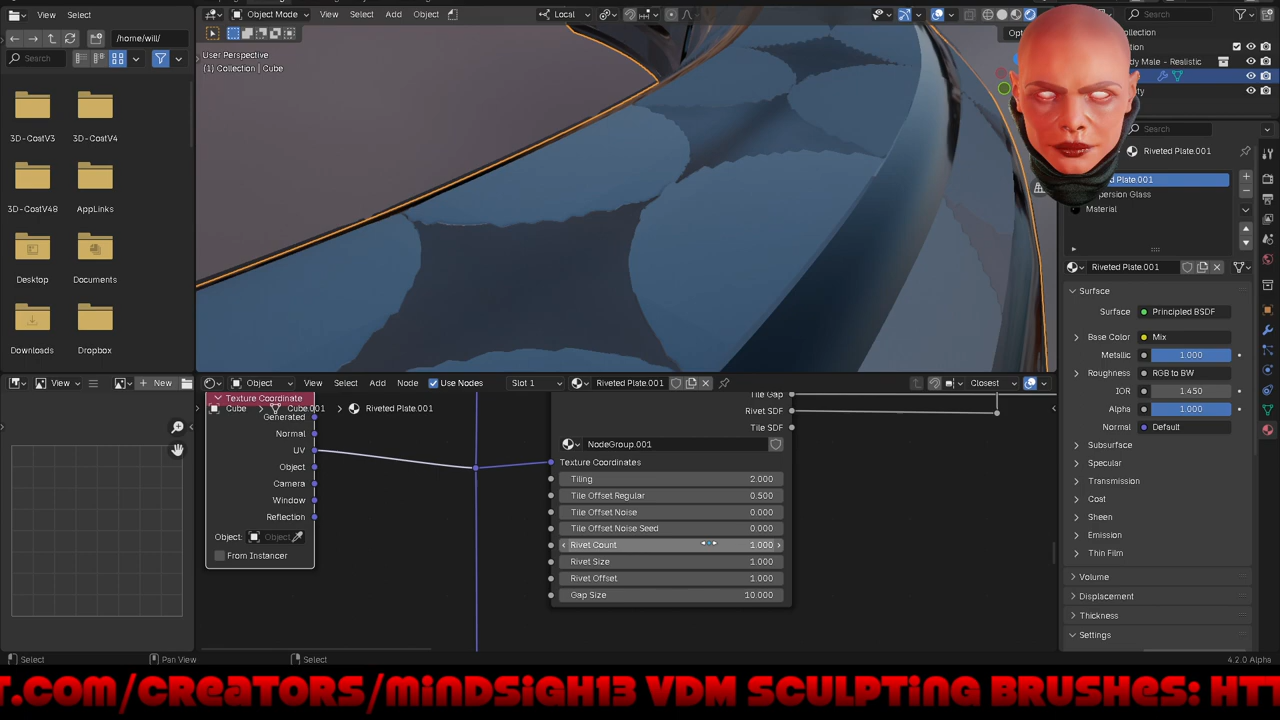 View Select
/home/will/
Search
3D-CostV3 3D-CostV4
3D-CostV48 AppLinks
Desktop Documents
Downloads Dropbox
Object Mode View Select Add Object Local
User Perspective
(1) Collection | Cube
Search
Search
Riveted Plate.001
Material
Riveted Plate.001
Surface
Surface Principled BSDF
Base Color Mix
Metallic 1.000
Roughness RGB to BW
IOR 1.450
Alpha 1.000
Normal Default
Subsurface
Specular
Transmission
Coat
Sheen
Emission
Thin Film
Volume
Displacement
Thickness
Settings
View New
Object View Select Add Node Use Nodes Slot 1 Riveted Plate.001 Closest
Texture Coordinate
Cube Cube.001 Riveted Plate.001
Generated
Normal
UV
Object
Camera
Window
Reflection
Object: Object
From Instancer
Tile Gap
Rivet SDF
Tile SDF
NodeGroup.001
Texture Coordinates
Tiling 2.000
Tile Offset Regular 0.500
Tile Offset Noise 0.000
Tile Offset Noise Seed 0.000
Rivet Count 1.000
Rivet Size 1.000
Rivet Offset 1.000
Gap Size 10.000
Select Pan View Select 4.2.0 Alpha
T.COM/CREATORS/MINDSIGH13 VDM SCULPTING BRUSHES: HTT